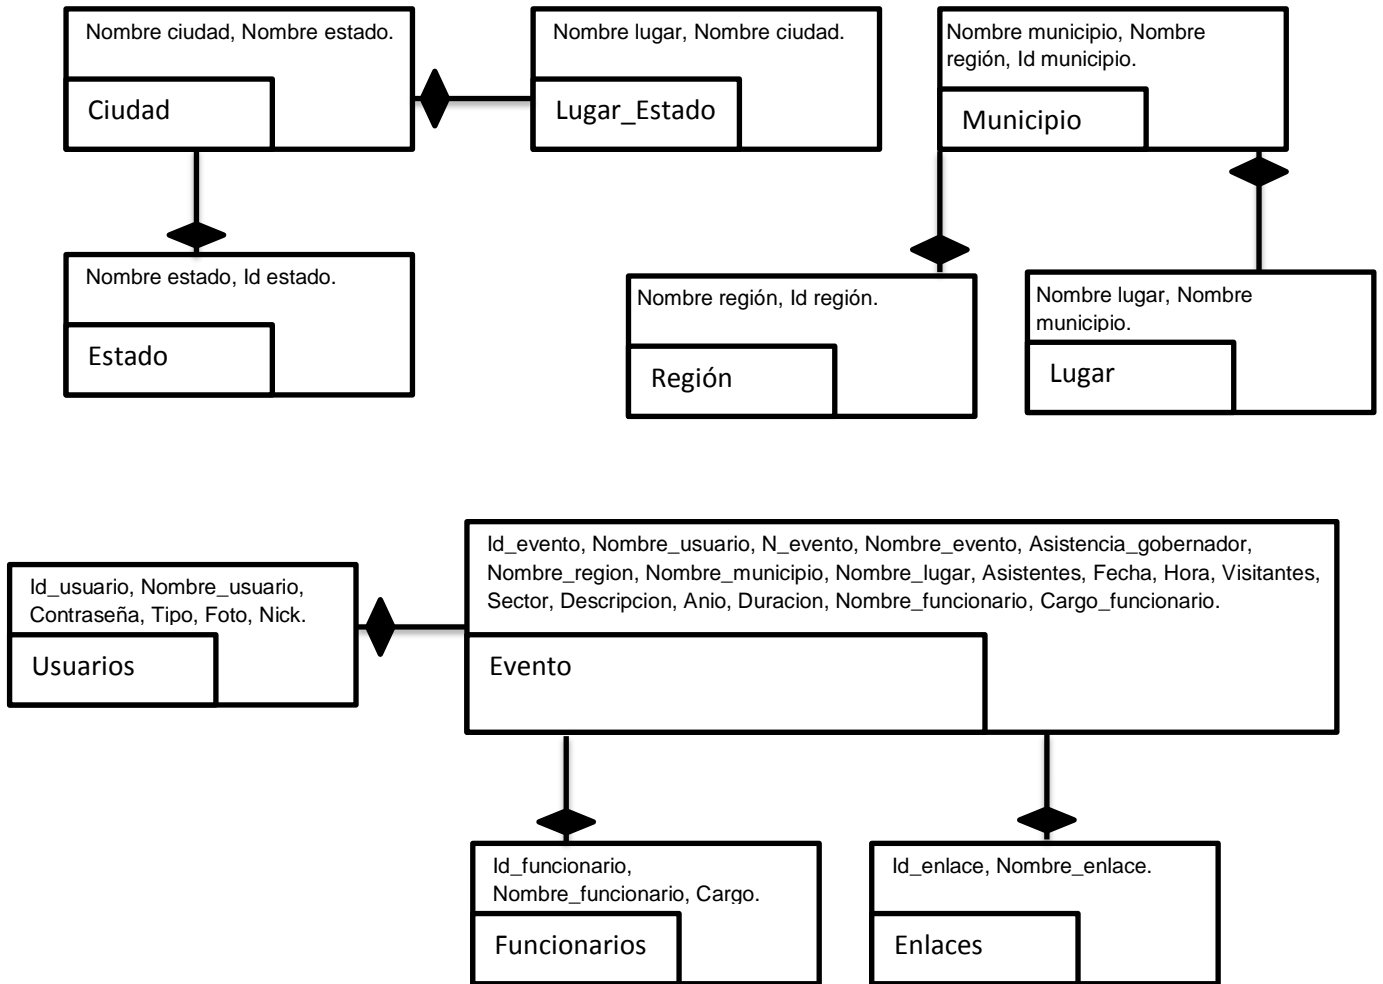 Nombre ciudad, Nombre estado.
Ciudad
Nombre lugar, Nombre ciudad.
Lugar_Estado
Nombre municipio, Nombre
región, Id municipio.
Municipio
Nombre estado, Id estado.
Estado
Nombre región, Id región.
Región
Nombre lugar, Nombre
municipio.
Lugar
Id_usuario, Nombre_usuario,
Contraseña, Tipo, Foto, Nick.
Usuarios
Id_evento, Nombre_usuario, N_evento, Nombre_evento, Asistencia_gobernador,
Nombre_region, Nombre_municipio, Nombre_lugar, Asistentes, Fecha, Hora, Visitantes,
Sector, Descripcion, Anio, Duracion, Nombre_funcionario, Cargo_funcionario.
Evento
Id_funcionario,
Nombre_funcionario, Cargo.
Funcionarios
Id_enlace, Nombre_enlace.
Enlaces